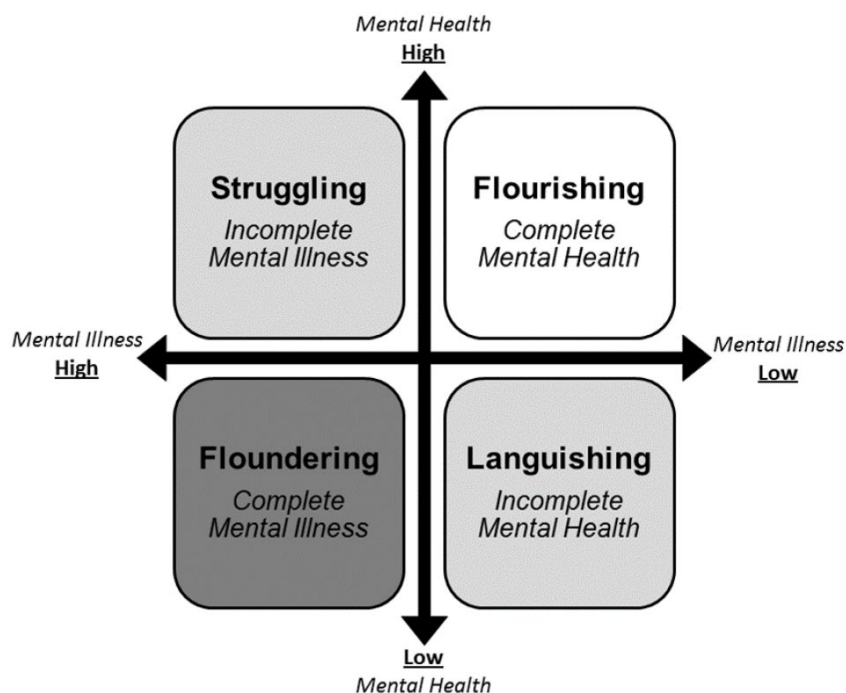 Mental Health
High
Struggling
Incomplete
Mental Illness
Flourishing
Complete
Mental Health
Mental Illness
High
Mental Illness
Low
Floundering
Complete
Mental Illness
Languishing
Incomplete
Mental Health
Low
Mental Health